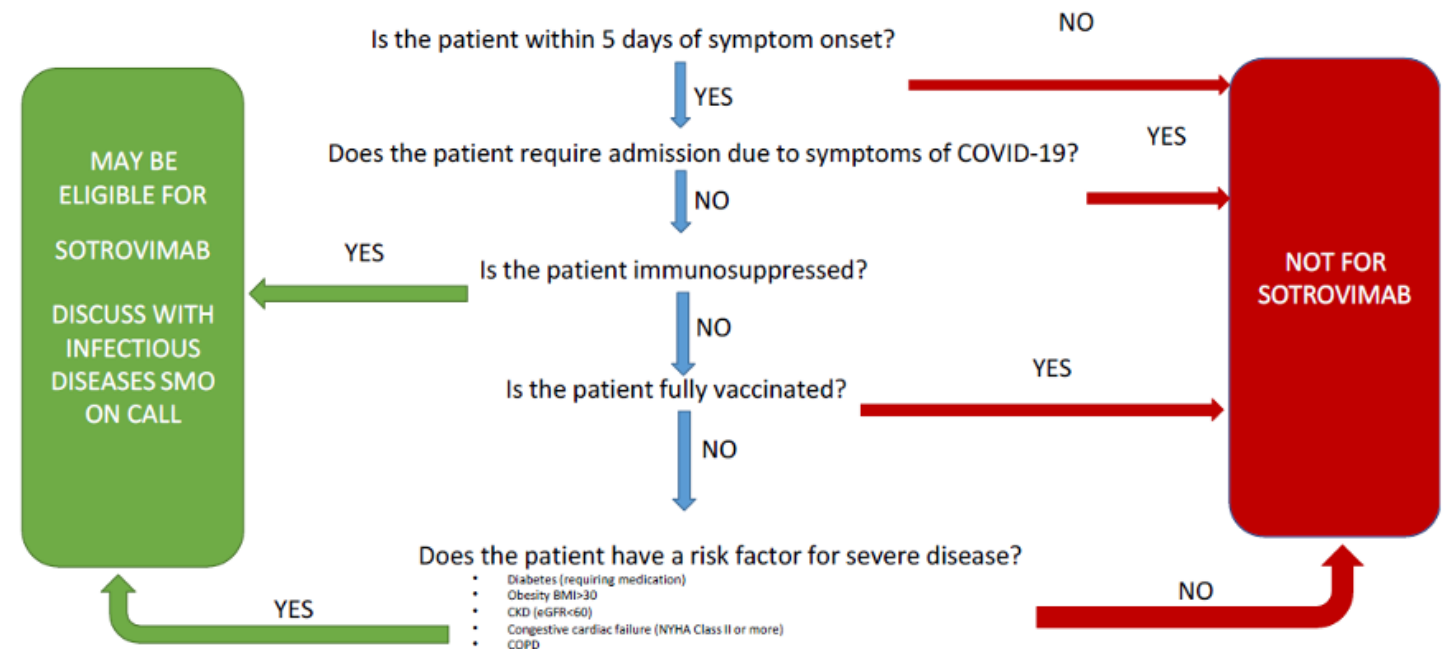 Is the patient within 5 days of symptom onset?
NO
YES
Does the patient require admission due to symptoms of COVID-19?
YES
NO
Is the patient immunosuppressed?
YES
NO
Is the patient fully vaccinated?
YES
NO
Does the patient have a risk factor for severe disease?
• Diabetes (requiring medication)
• Obesity BMI>30
• CKD (eGFR<60)
• Congestive cardiac failure (NYHA Class II or more)
• COPD
YES
NO
MAY BE
ELIGIBLE FOR
SOTROVIMAB
DISCUSS WITH
INFECTIOUS
DISEASES SMO
ON CALL
NOT FOR
SOTROVIMAB